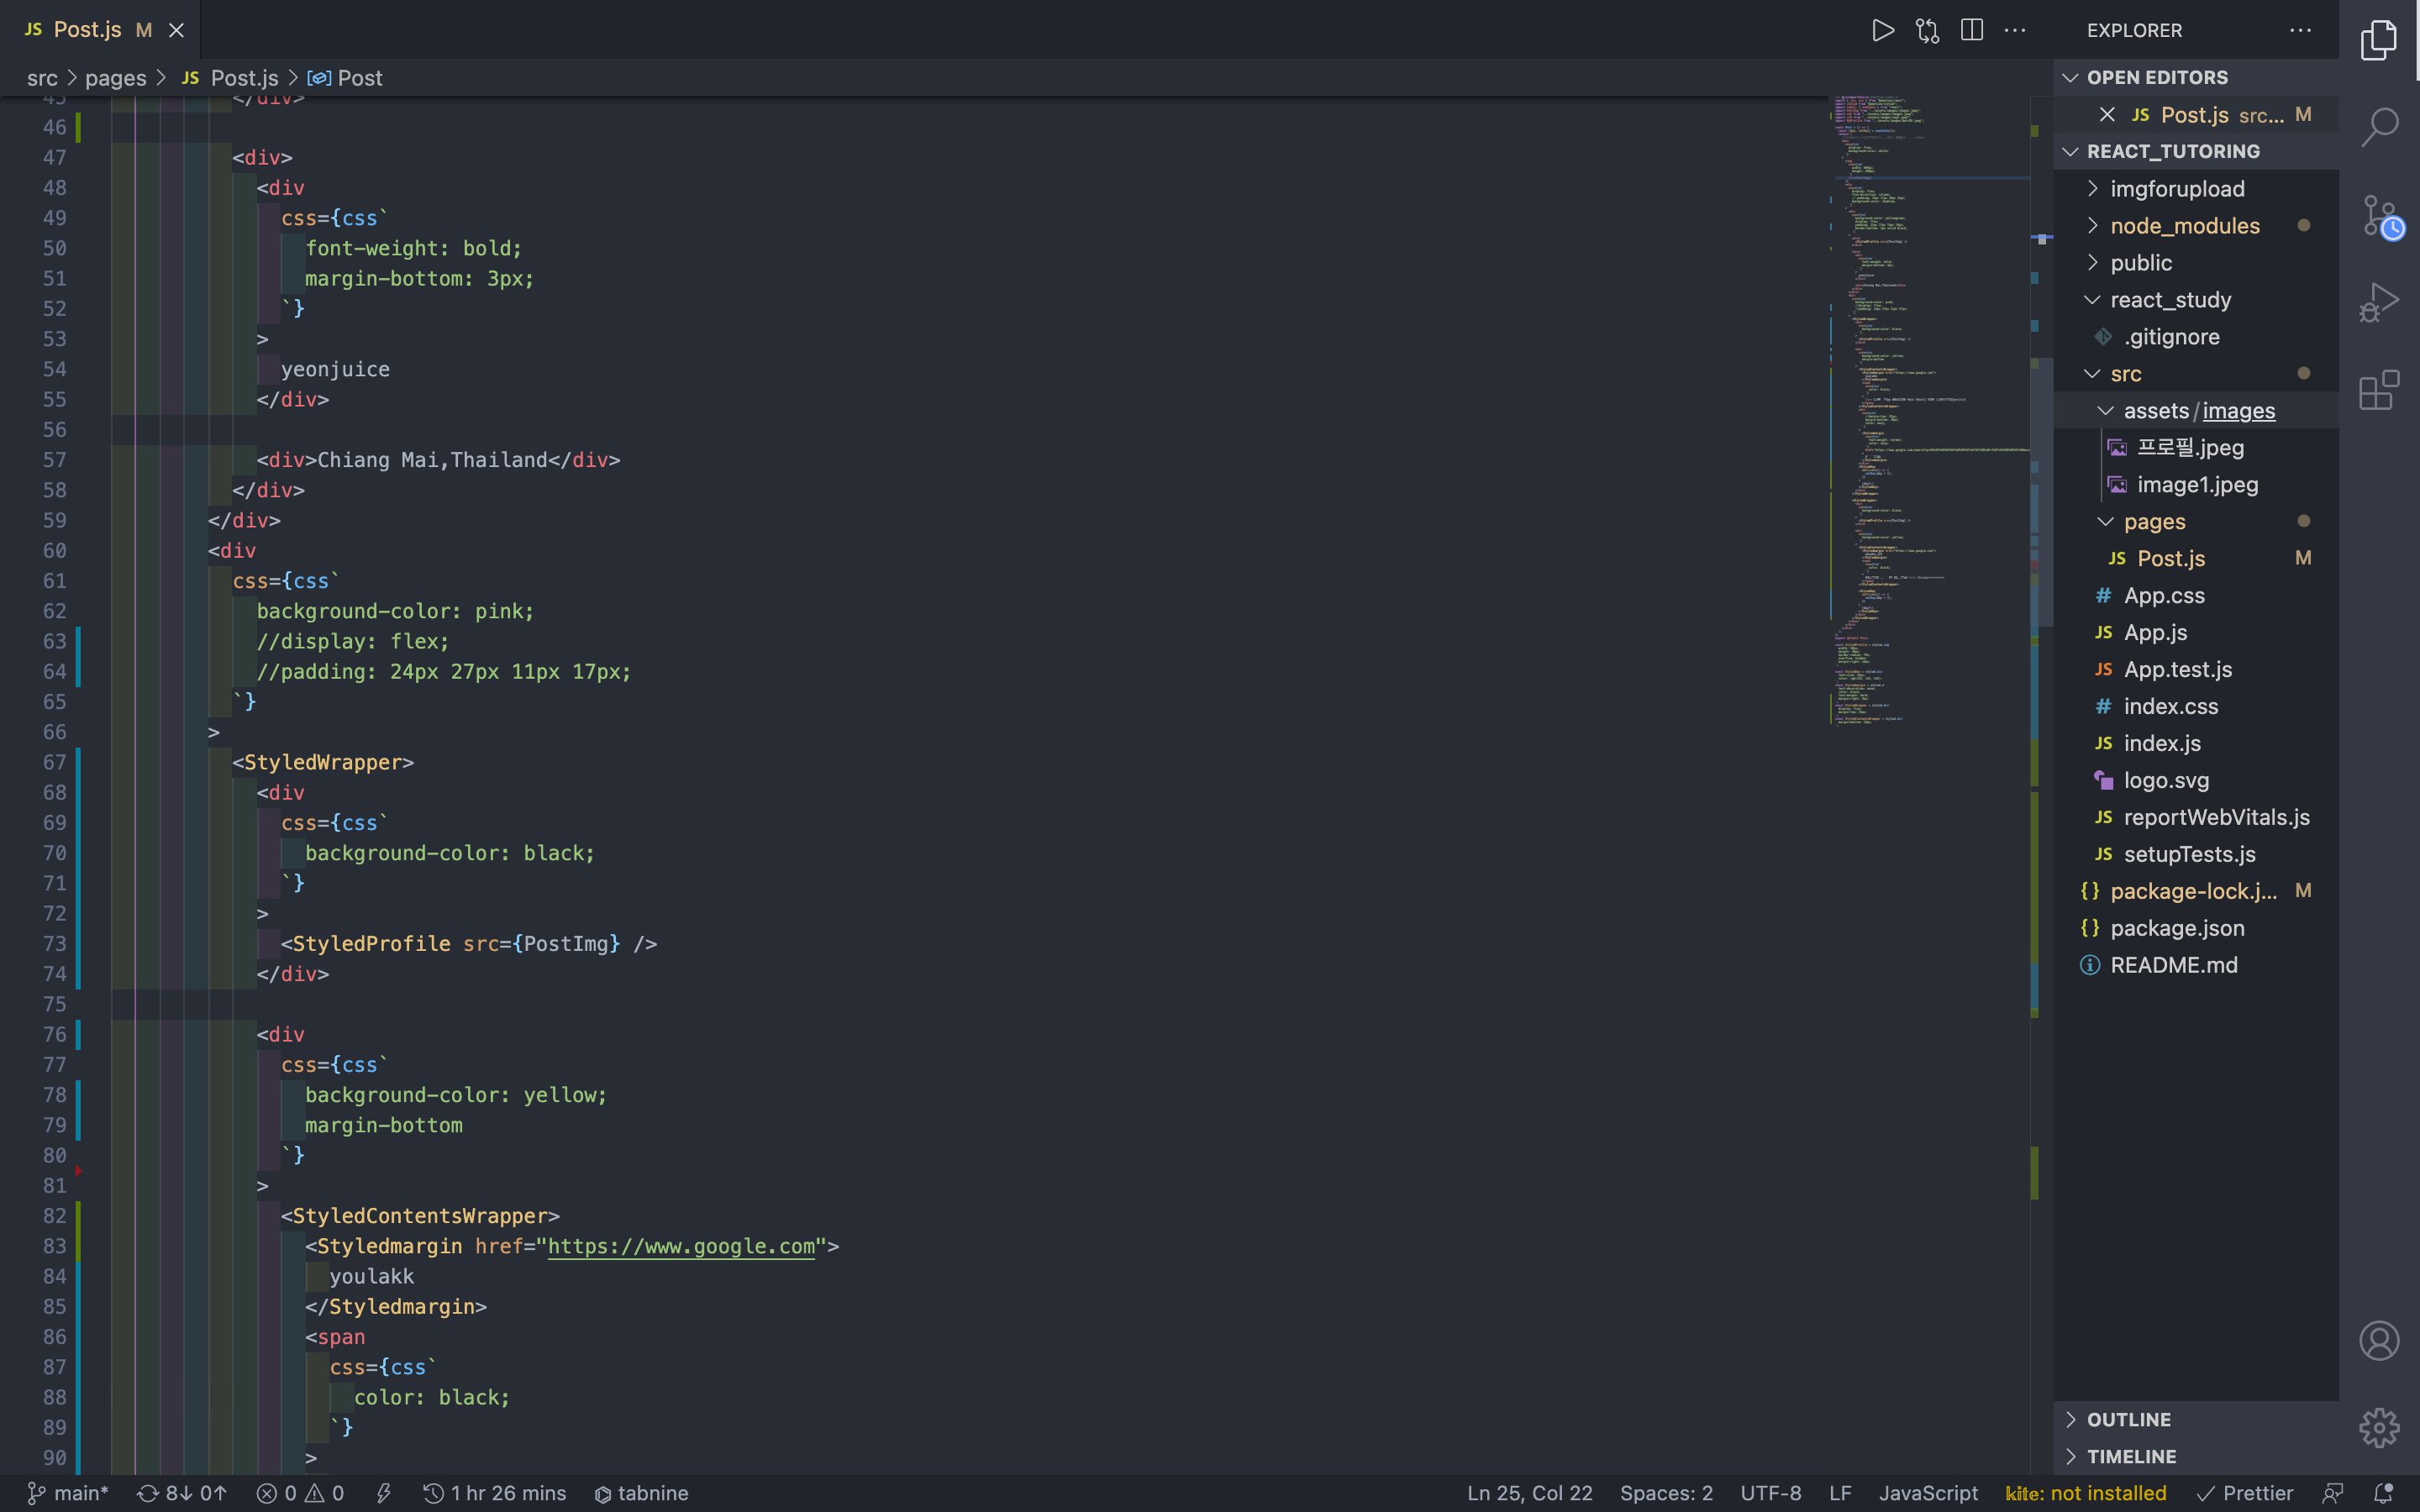 JS Post.js M
src > pages > JS Post.js > Post
45 </div>
46
47 <div>
48 <div
49 css={css`
50 font-weight: bold;
51 margin-bottom: 3px;
52 `}
53 >
54 yeonjuice
55 </div>
56
57 <div>Chiang Mai,Thailand</div>
58 </div>
59 </div>
60 <div
61 css={css`
62 background-color: pink;
63 //display: flex;
64 //padding: 24px 27px 11px 17px;
65 `}
66 >
67 <StyledWrapper>
68 <div
69 css={css`
70 background-color: black;
71 `}
72 >
73 <StyledProfile src={PostImg} />
74 </div>
75
76 <div
77 css={css`
78 background-color: yellow;
79 margin-bottom
80 `}
81 >
82 <StyledContentsWrapper>
83 <Styledmargin href="https://www.google.com">
84 youlakk
85 </Styledmargin>
86 <span
87 css={css`
88 color: black;
89 `}
90 >
EXPLORER
OPEN EDITORS
JS Post.js src... M
REACT_TUTORING
imgforupload
node_modules
public
react_study
.gitignore
src
assets/images
프로필.jpeg
image1.jpeg
pages
JS Post.js M
# App.css
JS App.js
JS App.test.js
# index.css
JS index.js
logo.svg
JS reportWebVitals.js
JS setupTests.js
{} package-lock.j... M
{} package.json
README.md
OUTLINE
TIMELINE
main* 8↓ 0↑ 0 0 1 hr 26 mins tabnine Ln 25, Col 22 Spaces: 2 UTF-8 LF JavaScript kite: not installed Prettier